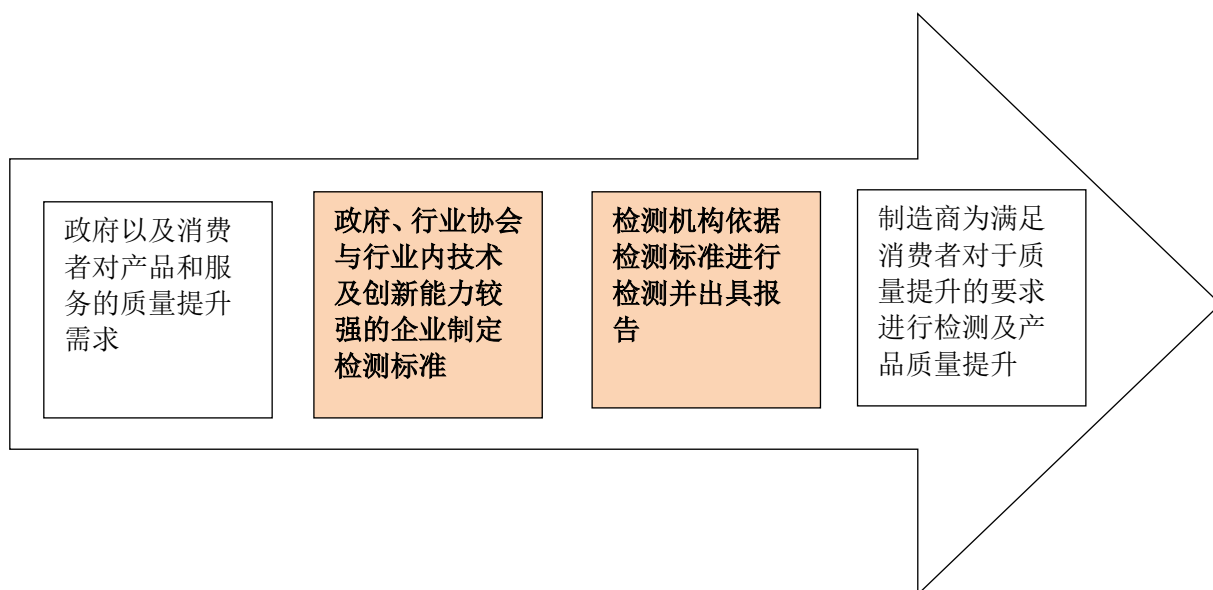 政府以及消费
者对产品和服
务的质量提升
需求
政府、行业协会
与行业内技术
及创新能力较
强的企业制定
检测标准
检测机构依据
检测标准进行
检测并出具报
告
制造商为满足
消费者对于质
量提升的要求
进行检测及产
品质量提升